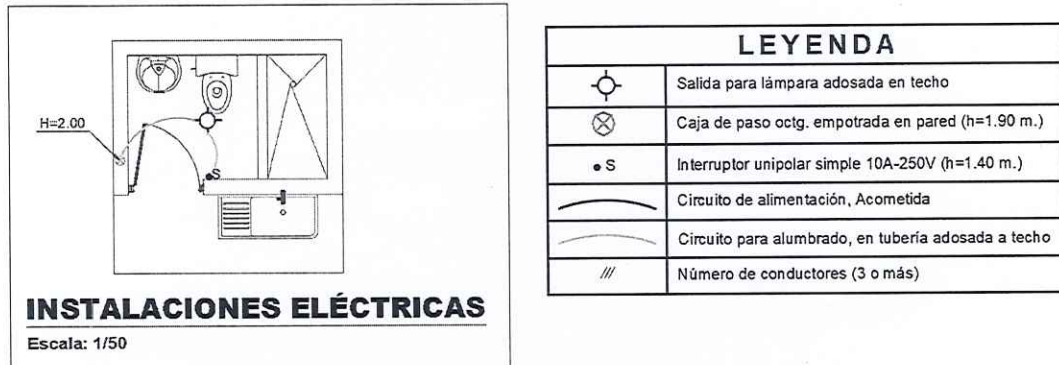 H=2.00
S
INSTALACIONES ELÉCTRICAS
Escala: 1/50
LEYENDA
Salida para lámpara adosada en techo
Caja de paso octg. empotrada en pared (h=1.90 m.)
S Interruptor unipolar simple 10A-250V (h=1.40 m.)
Circuito de alimentación, Acometida
Circuito para alumbrado, en tubería adosada a techo
/// Número de conductores (3 o más)